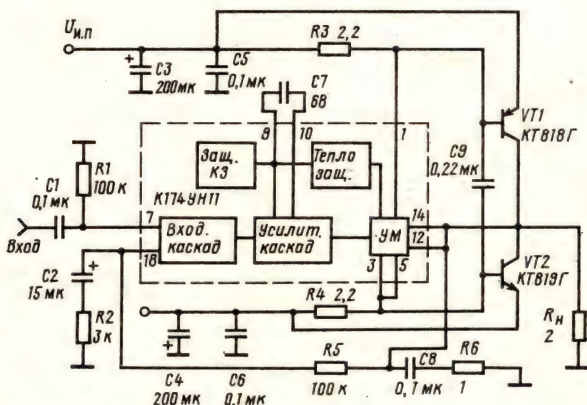 Uи.п
R3 2,2
C3
200мк
C5
0,1мк
C7
68
VT1
КТ818Г
9
10
1
C9
0,22мк
Защ.
КЗ
Тепло
защ.
К174УН11
R1
100к
C1
0,1мк
Вход
7
18
Вход.
каскад
Усилит.
каскад
УМ
14
12
3
5
VT2
КТ819Г
C2
15мк
R2
3к
R4 2,2
Rн
2
C4
200мк
C6
0,1мк
R5
100к
C8
0,1мк
R6
1